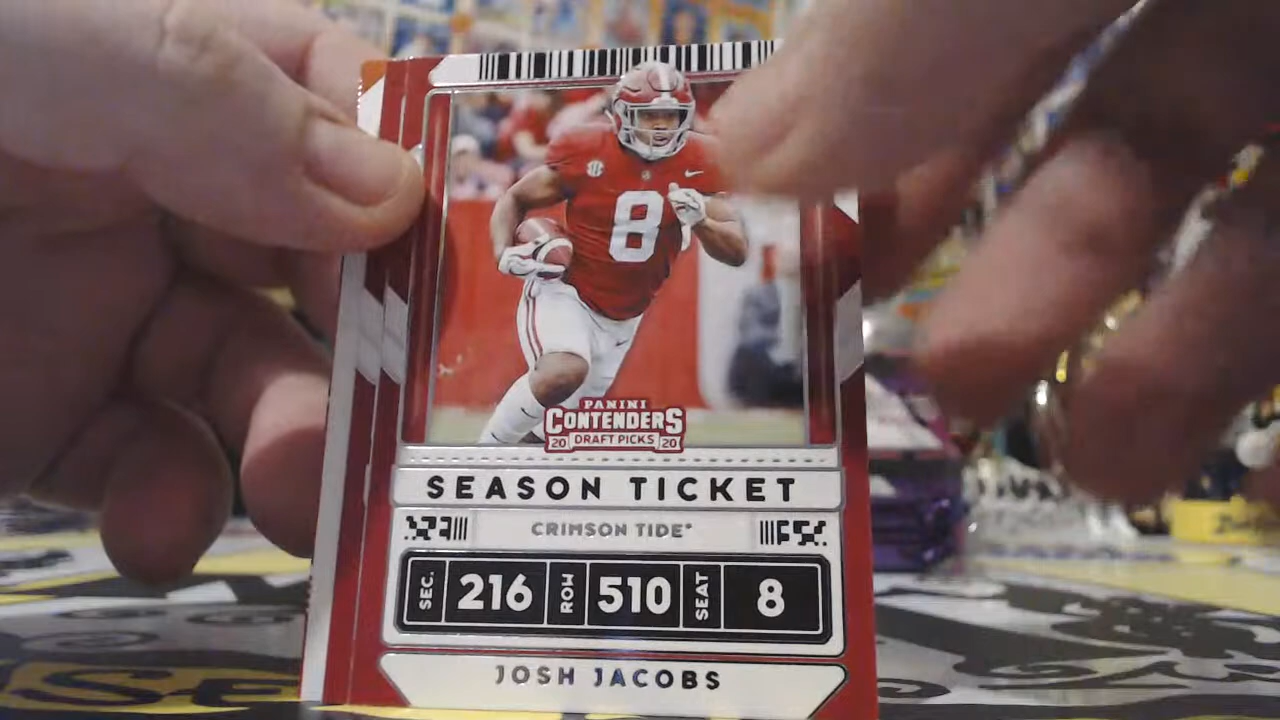 8
PANINI
CONTENDERS
20 DRAFT PICKS 20
SEASON TICKET
CRIMSON TIDE
SEC. 216 ROW 510 SEAT 8
JOSH JACOBS